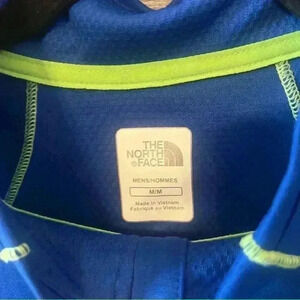 THE
NORTH
FACE
MENS/HOMMES
M/M
Made in Vietnam
Fabriqué au Vietnam